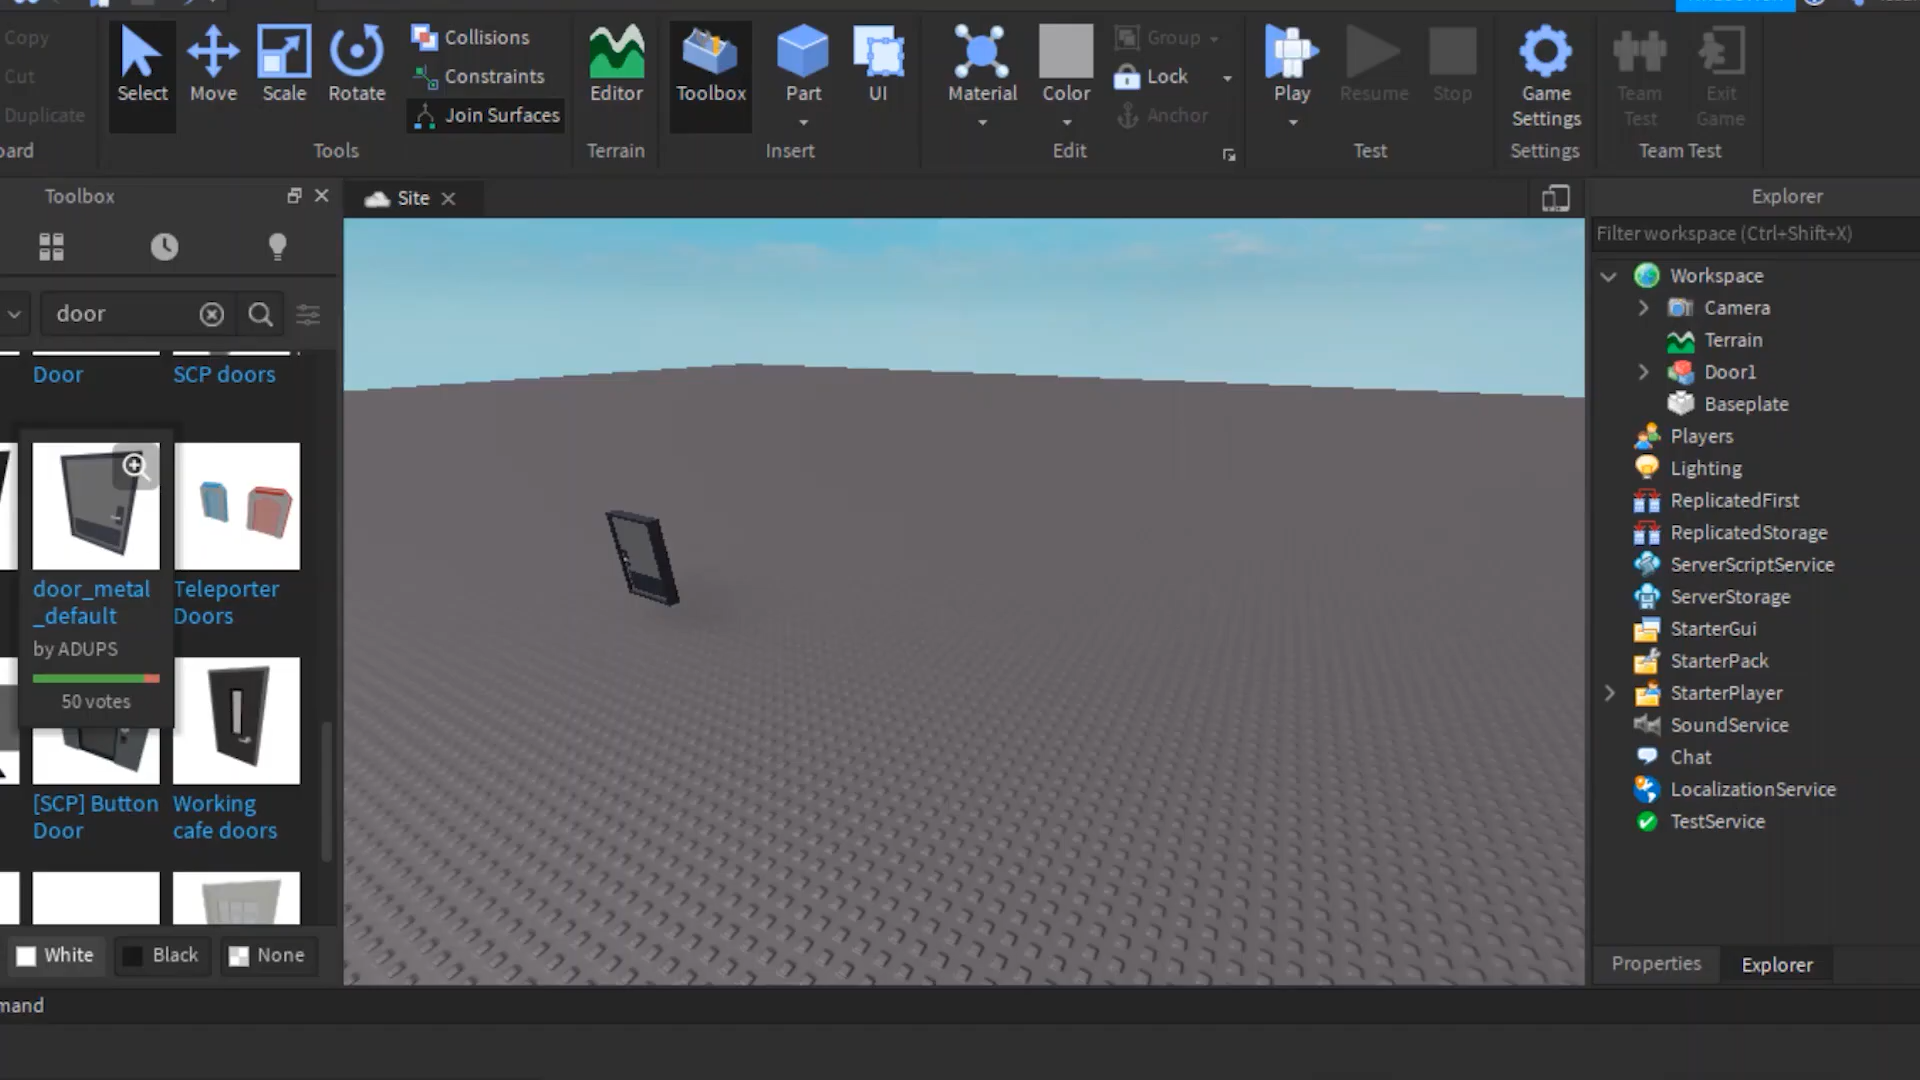 Copy
Cut
Duplicate
oard
Select
Move
Scale
Rotate
Collisions
Constraints
Join Surfaces
Tools
Editor
Terrain
Toolbox
Part
UI
Insert
Material
Color
Group
Lock
Anchor
Edit
Play
Resume
Stop
Test
Game
Settings
Settings
Team
Test
Exit
Game
Team Test
Toolbox
Site
Explorer
door
Filter workspace (Ctrl+Shift+X)
Workspace
Camera
Terrain
Door1
Baseplate
Players
Lighting
ReplicatedFirst
ReplicatedStorage
ServerScriptService
ServerStorage
StarterGui
StarterPack
StarterPlayer
SoundService
Chat
LocalizationService
TestService
Door
SCP doors
door_metal
_default
by ADUPS
50 votes
Teleporter
Doors
[SCP] Button
Door
Working
cafe doors
White
Black
None
Properties
Explorer
mand